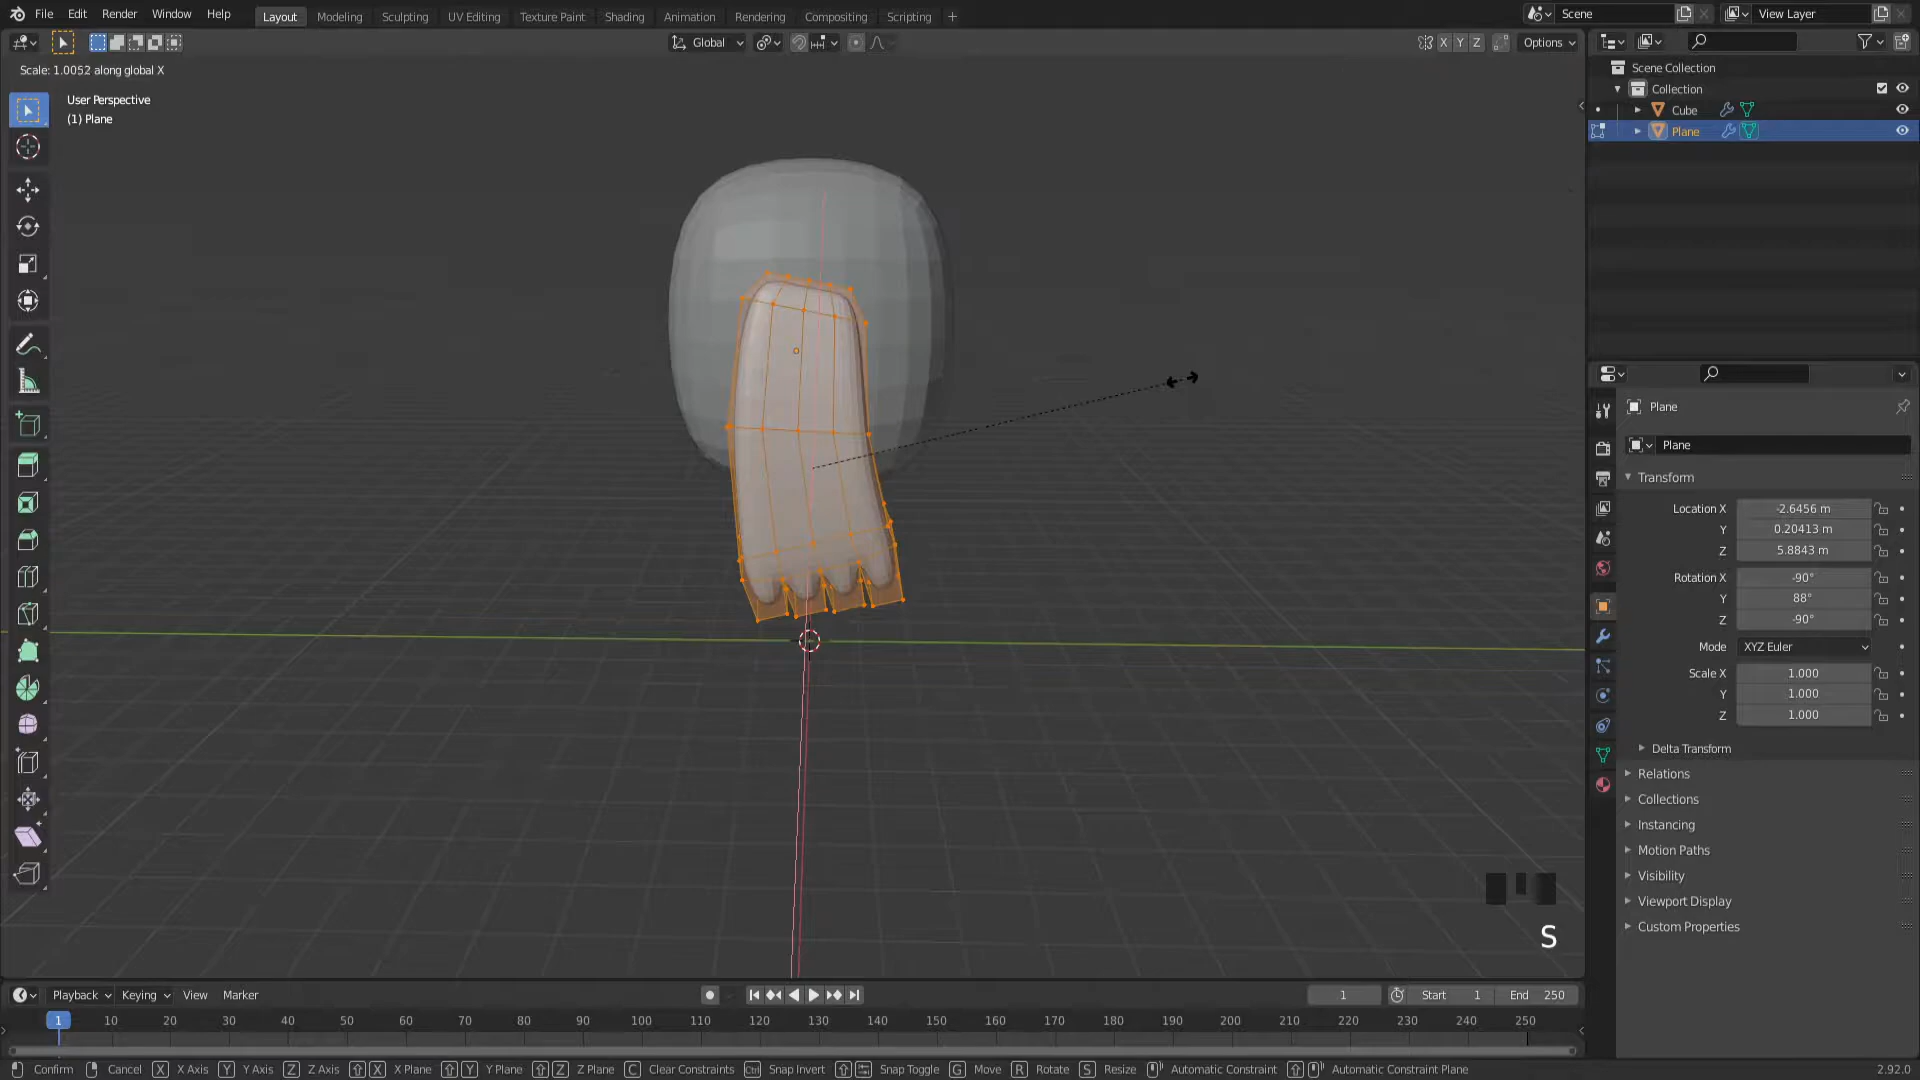 File Edit Render Window Help Layout Modeling Sculpting UV Editing Texture Paint Shading Animation Rendering Compositing Scripting + Scene View Layer
Global X Y Z Options
Scale: 1.0052 along global X
User Perspective
(1) Plane
Scene Collection
Collection
Cube
Plane
Plane
Plane
Transform
Location X -2.6456 m
Y 0.20413 m
Z 5.8843 m
Rotation X -90°
Y 88°
Z -90°
Mode XYZ Euler
Scale X 1.000
Y 1.000
Z 1.000
Delta Transform
Relations
Collections
Instancing
Motion Paths
Visibility
Viewport Display
Custom Properties
S
Playback Keying View Marker 1 Start 1 End 250
1 10 20 30 40 50 60 70 80 90 100 110 120 130 140 150 160 170 180 190 200 210 220 230 240 250
Confirm Cancel X X Axis Y Y Axis Z Z Axis X X Plane Y Y Plane Z Z Plane C Clear Constraints Ctrl Snap Invert Snap Toggle G Move R Rotate S Resize Automatic Constraint Automatic Constraint Plane 2.92.0